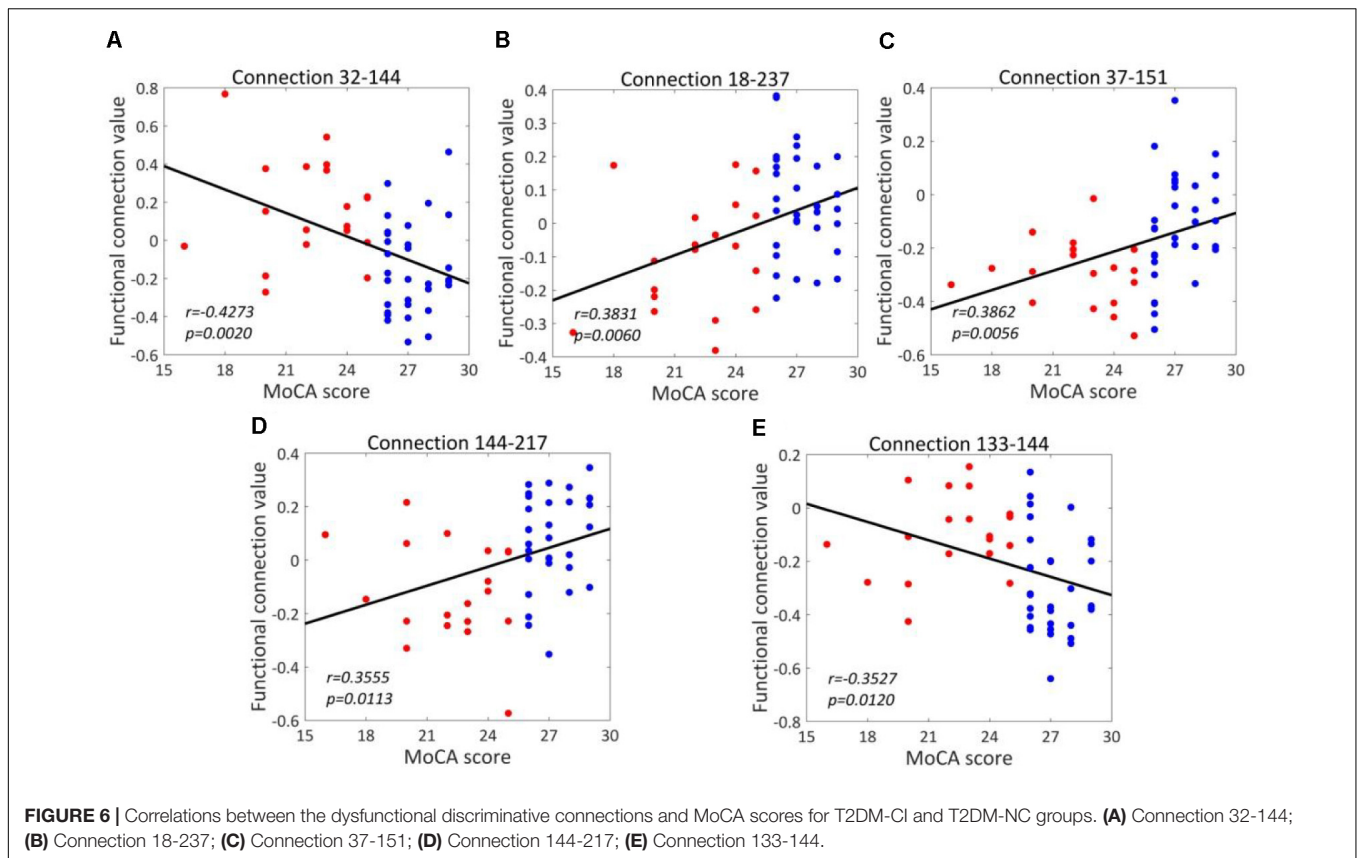 A
Connection 32-144
Functional connection value
0.8
0.6
0.4
0.2
0
-0.2
-0.4
-0.6
r=-0.4273
p=0.0020
15 18 21 24 27 30
MoCA score
B
Connection 18-237
Functional connection value
0.4
0.3
0.2
0.1
0
-0.1
-0.2
-0.3
-0.4
r=0.3831
p=0.0060
15 18 21 24 27 30
MoCA score
C
Connection 37-151
Functional connection value
0.4
0.2
0
-0.2
-0.4
-0.6
r=0.3862
p=0.0056
15 18 21 24 27 30
MoCA score
D
Connection 144-217
Functional connection value
0.2
0
-0.2
-0.4
-0.6
r=0.3555
p=0.0113
15 18 21 24 27 30
MoCA score
E
Connection 133-144
Functional connection value
0.2
0
-0.2
-0.4
-0.6
-0.8
r=-0.3527
p=0.0120
15 18 21 24 27 30
MoCA score
FIGURE 6 | Correlations between the dysfunctional discriminative connections and MoCA scores for T2DM-CI and T2DM-NC groups. (A) Connection 32-144;
(B) Connection 18-237; (C) Connection 37-151; (D) Connection 144-217; (E) Connection 133-144.